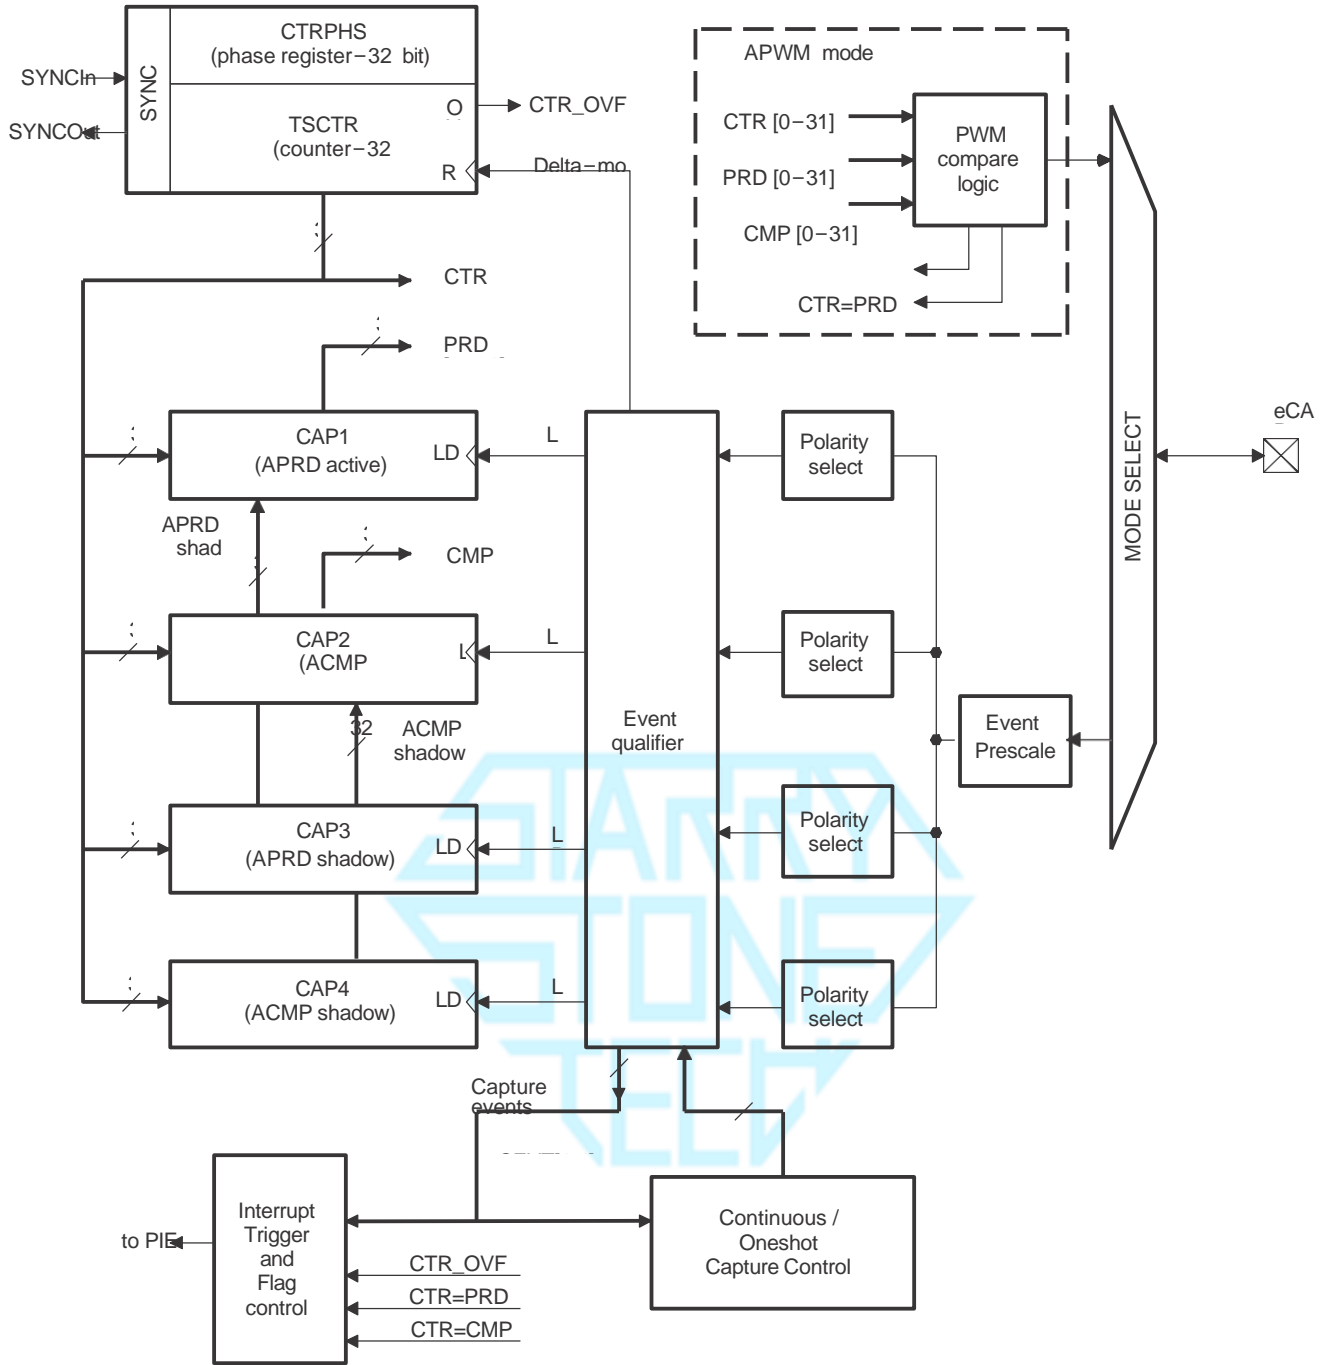 CTRPHS
(phase register−32 bit)
SYNC
SYNCIn
SYNCOut
TSCTR
(counter−32
O
CTR_OVF
R
Delta−mo
APWM mode
CTR [0−31]
PRD [0−31]
CMP [0−31]
PWM
compare
logic
CTR=PRD
CTR
PRD
CAP1
(APRD active)
LD
L
Polarity
select
eCA
MODE SELECT
APRD
shad
CMP
CAP2
(ACMP
L
L
Polarity
select
32
ACMP
shadow
Event
qualifier
Event
Prescale
CAP3
(APRD shadow)
LD
L
Polarity
select
CAP4
(ACMP shadow)
LD
L
Polarity
select
STARRY
STONE
TECH
Capture
events
Interrupt
Trigger
and
Flag
control
to PIE
CTR_OVF
CTR=PRD
CTR=CMP
Continuous /
Oneshot
Capture Control